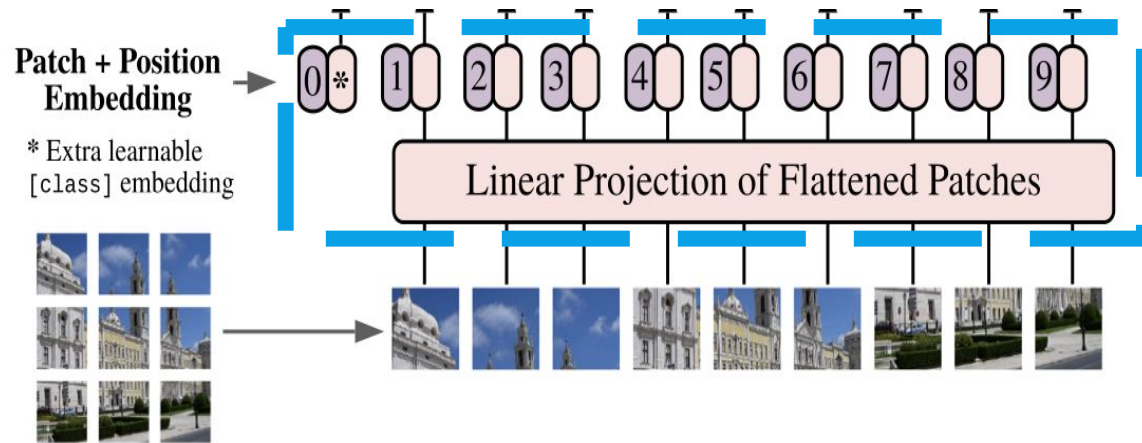 Patch + Position
Embedding
* Extra learnable
[class] embedding
0 * 1 2 3 4 5 6 7 8 9
Linear Projection of Flattened Patches